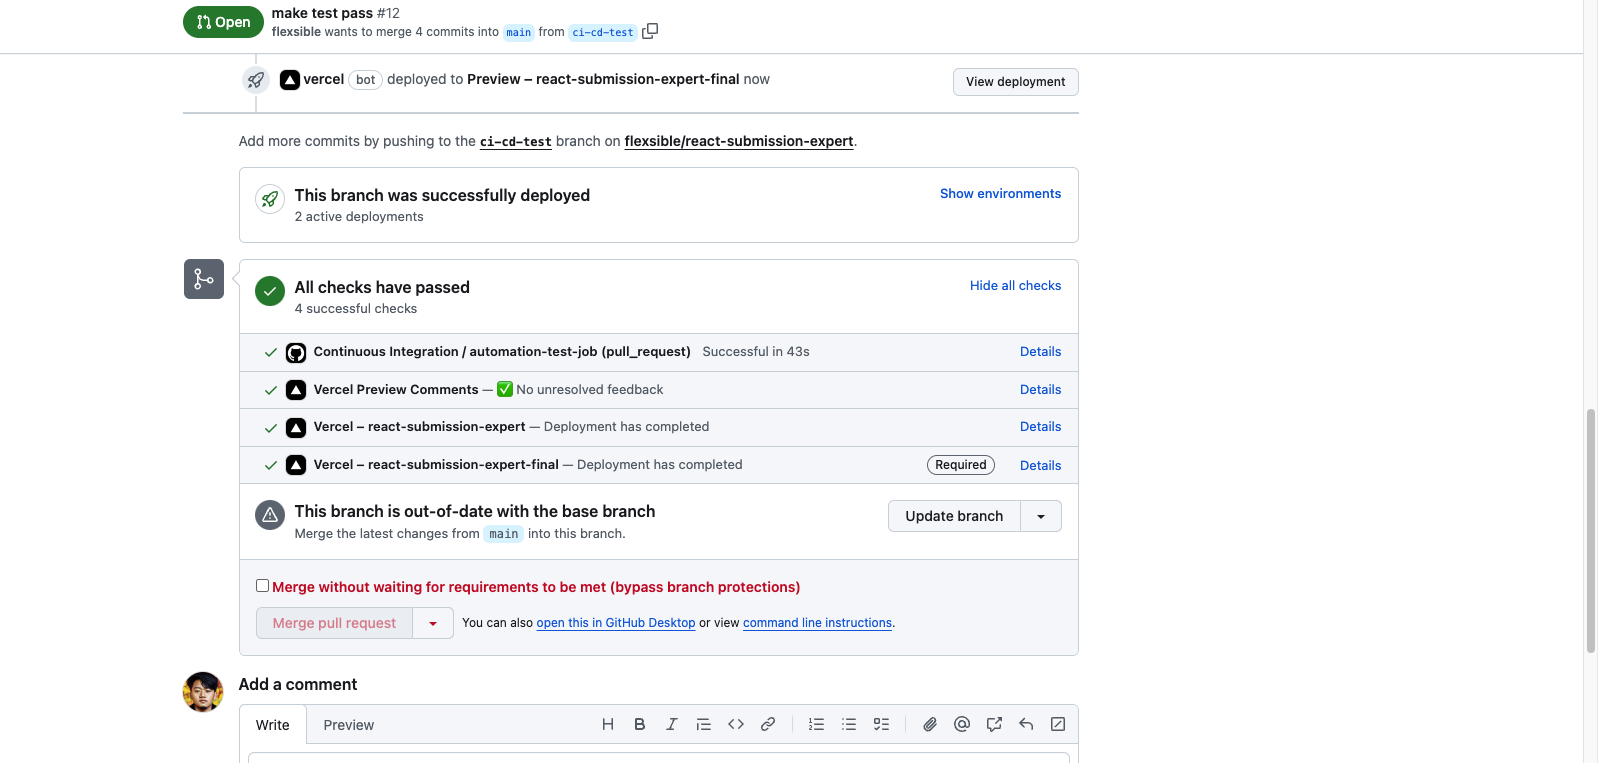 Open
make test pass #12
flexsible wants to merge 4 commits into main from ci-cd-test
vercel bot deployed to Preview – react-submission-expert-final now
View deployment
Add more commits by pushing to the ci-cd-test branch on flexsible/react-submission-expert.
This branch was successfully deployed
Show environments
2 active deployments
All checks have passed
Hide all checks
4 successful checks
Continuous Integration / automation-test-job (pull_request) Successful in 43s
Details
Vercel Preview Comments — ✅ No unresolved feedback
Details
Vercel – react-submission-expert — Deployment has completed
Details
Vercel – react-submission-expert-final — Deployment has completed
Required
Details
This branch is out-of-date with the base branch
Update branch
Merge the latest changes from main into this branch.
Merge without waiting for requirements to be met (bypass branch protections)
Merge pull request
You can also open this in GitHub Desktop or view command line instructions.
Add a comment
Write
Preview